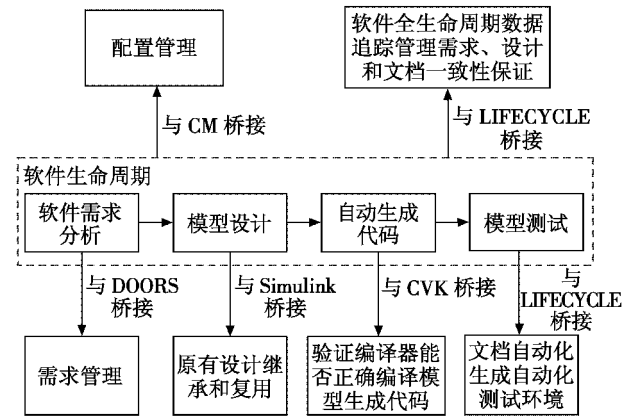 配置管理
软件全生命周期数据
追踪管理需求、设计
和文档一致性保证
与 CM 桥接
与 LIFECYCLE
桥接
软件生命周期
软件需求
分析
模型设计
自动生成
代码
模型测试
与 DOORS
桥接
与 Simulink
桥接
与 CVK 桥接
与
LIFECYCLE
桥接
需求管理
原有设计继
承和复用
验证编译器能
否正确编译模
型生成代码
文档自动化
生成自动化
测试环境